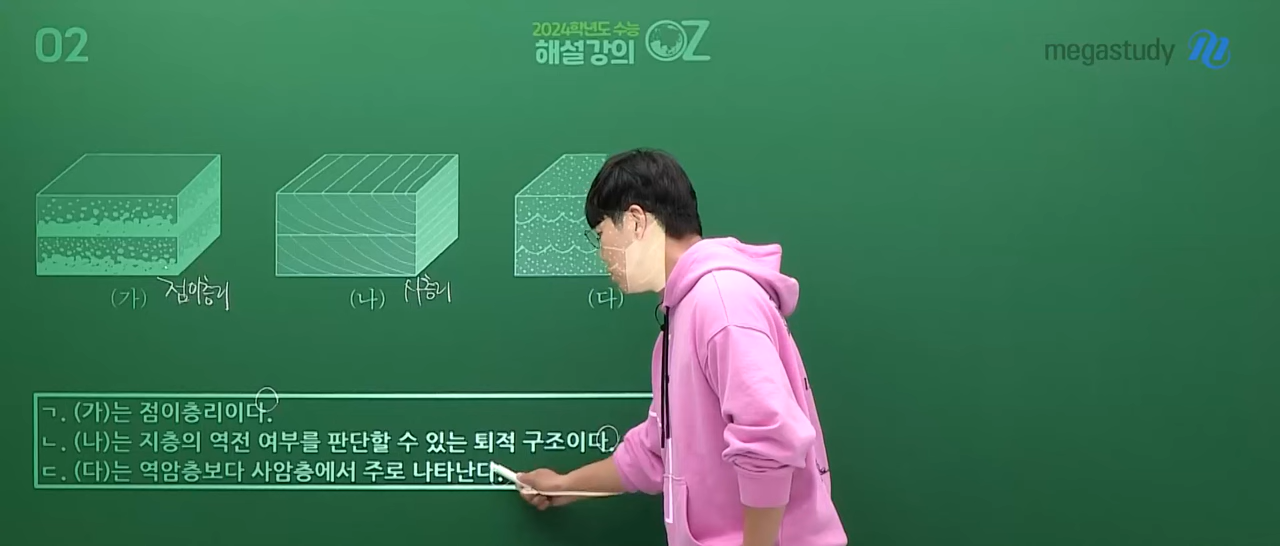 02
2024학년도 수능
해설강의 OZ
megastudy
(가) 점이층리
(나) 사층리
(다)
ㄱ. (가)는 점이층리이다.
ㄴ. (나)는 지층의 역전 여부를 판단할 수 있는 퇴적 구조이다.
ㄷ. (다)는 역암층보다 사암층에서 주로 나타난다.